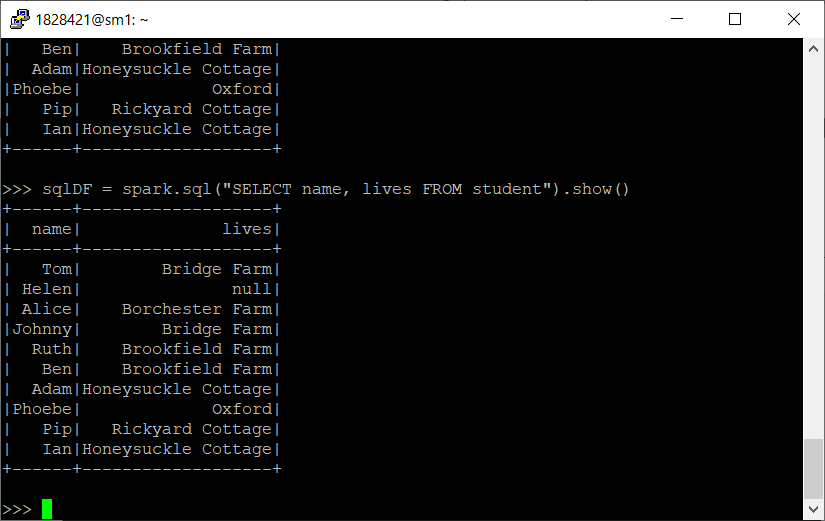 1828421@sm1: ~
|   Ben|    Brookfield Farm|
|  Adam|Honeysuckle Cottage|
|Phoebe|             Oxford|
|   Pip|   Rickyard Cottage|
|   Ian|Honeysuckle Cottage|
+------+-------------------+
>>> sqlDF = spark.sql("SELECT name, lives FROM student").show()
+------+-------------------+
|  name|              lives|
+------+-------------------+
|   Tom|        Bridge Farm|
| Helen|               null|
| Alice|    Borchester Farm|
|Johnny|        Bridge Farm|
|  Ruth|    Brookfield Farm|
|   Ben|    Brookfield Farm|
|  Adam|Honeysuckle Cottage|
|Phoebe|             Oxford|
|   Pip|   Rickyard Cottage|
|   Ian|Honeysuckle Cottage|
+------+-------------------+
>>>